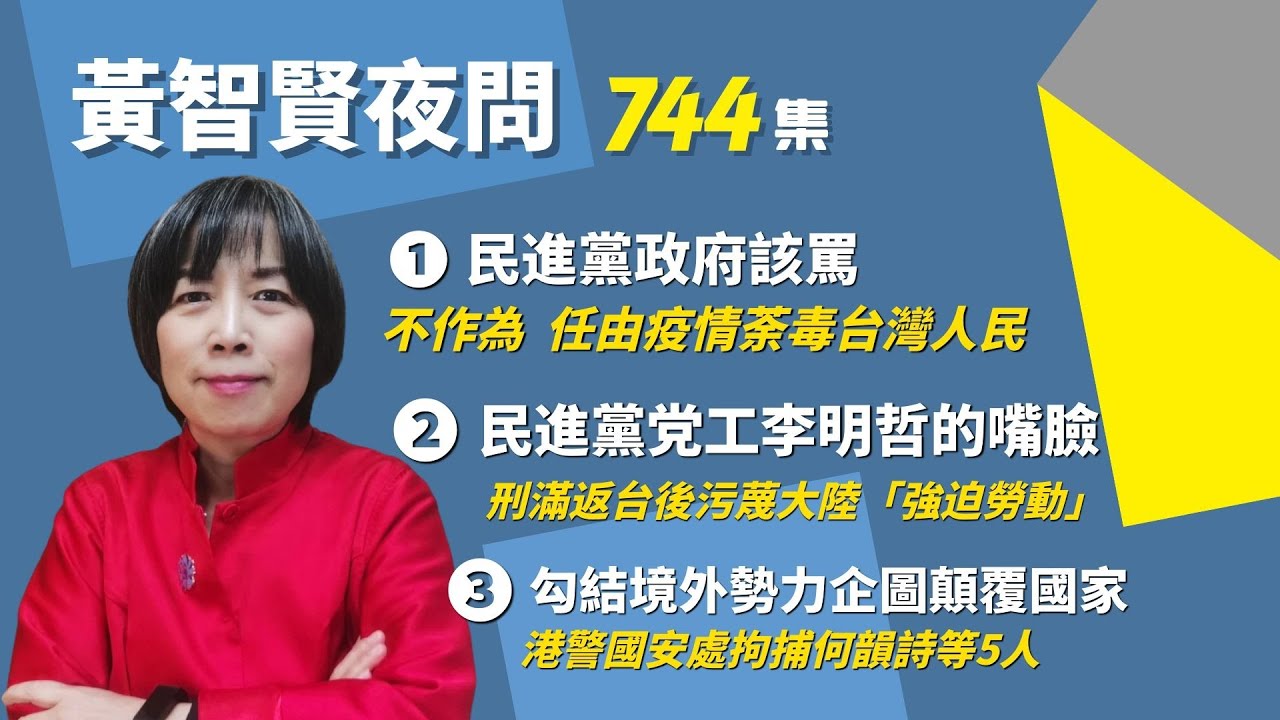 黃智賢夜問 744集
❶ 民進黨政府該罵
不作為 任由疫情荼毒台灣人民
❷ 民進黨党工李明哲的嘴臉
刑滿返台後污蔑大陸「強迫勞動」
❸ 勾結境外勢力企圖顛覆國家
港警國安處拘捕何韻詩等5人